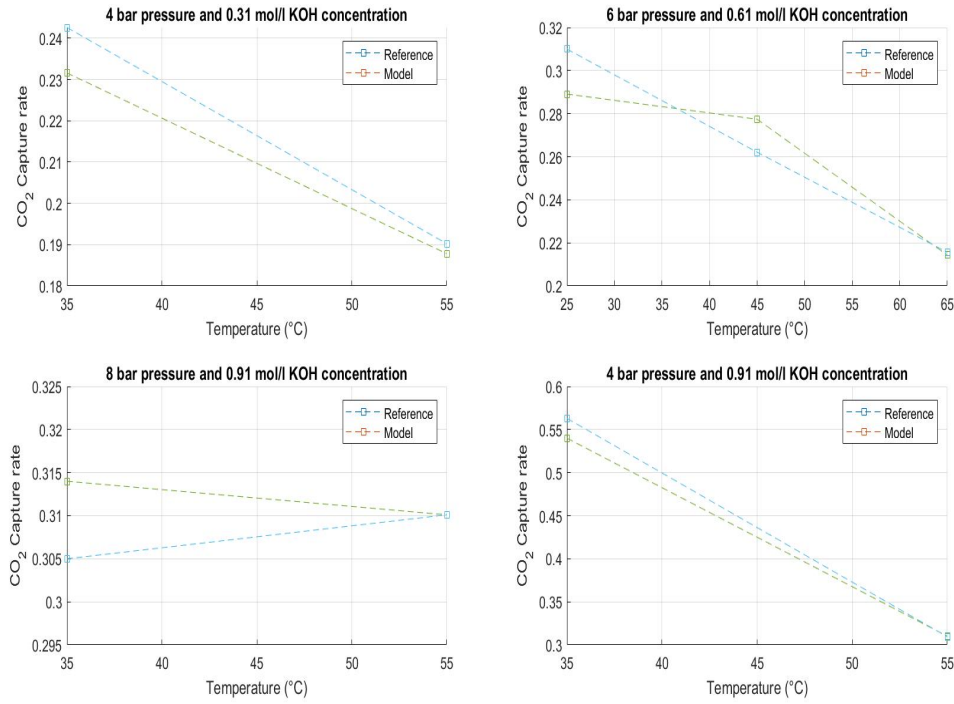 4 bar pressure and 0.31 mol/l KOH concentration
CO2 Capture rate
0.24
0.23
0.22
0.21
0.2
0.19
0.18
35 40 45 50 55
Temperature (°C)
Reference
Model
6 bar pressure and 0.61 mol/l KOH concentration
CO2 Capture rate
0.32
0.3
0.28
0.26
0.24
0.22
0.2
25 30 35 40 45 50 55 60 65
Temperature (°C)
Reference
Model
8 bar pressure and 0.91 mol/l KOH concentration
CO2 Capture rate
0.325
0.32
0.315
0.31
0.305
0.3
0.295
35 40 45 50 55
Temperature (°C)
Reference
Model
4 bar pressure and 0.91 mol/l KOH concentration
CO2 Capture rate
0.6
0.55
0.5
0.45
0.4
0.35
0.3
35 40 45 50 55
Temperature (°C)
Reference
Model